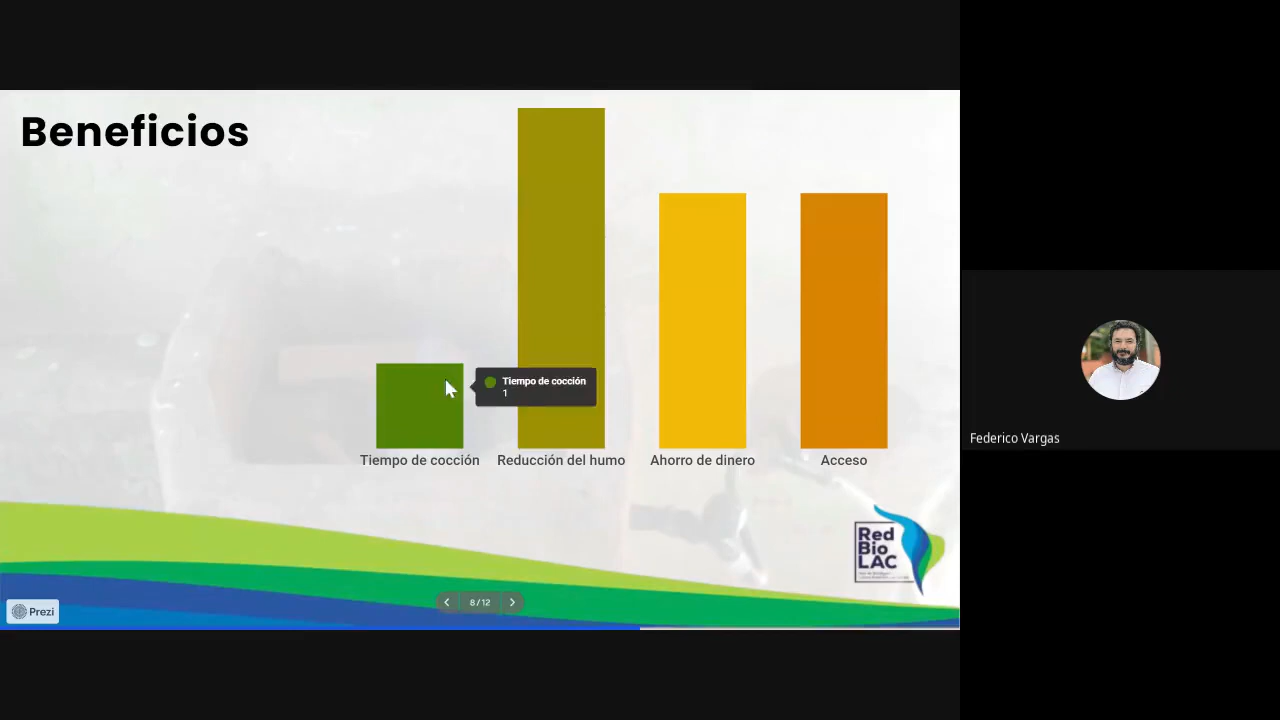 Beneficios
Tiempo de cocción
1
Tiempo de cocción
Reducción del humo
Ahorro de dinero
Acceso
Red
Bio
LAC
Prezi
8 / 12
Federico Vargas